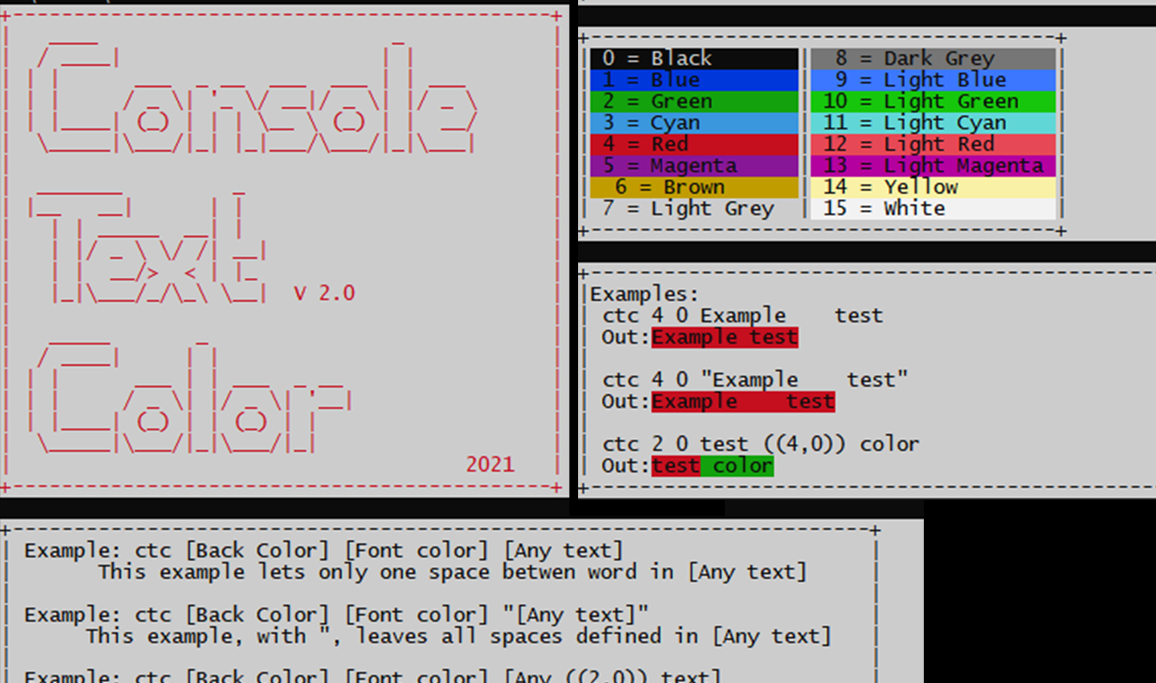 Console
Text
v 2.0
Color
2021
0 = Black
8 = Dark Grey
1 = Blue
9 = Light Blue
2 = Green
10 = Light Green
3 = Cyan
11 = Light Cyan
4 = Red
12 = Light Red
5 = Magenta
13 = Light Magenta
6 = Brown
14 = Yellow
7 = Light Grey
15 = White
Examples:
ctc 4 0 Example    test
Out:Example test
ctc 4 0 "Example    test"
Out:Example    test
ctc 2 0 test ((4,0)) color
Out:test color
Example: ctc [Back Color] [Font color] [Any text]
This example lets only one space betwen word in [Any text]
Example: ctc [Back Color] [Font color] "[Any text]"
This example, with ", leaves all spaces defined in [Any text]
Example: ctc [Back Color] [Font color] [Any ((2,0)) text]